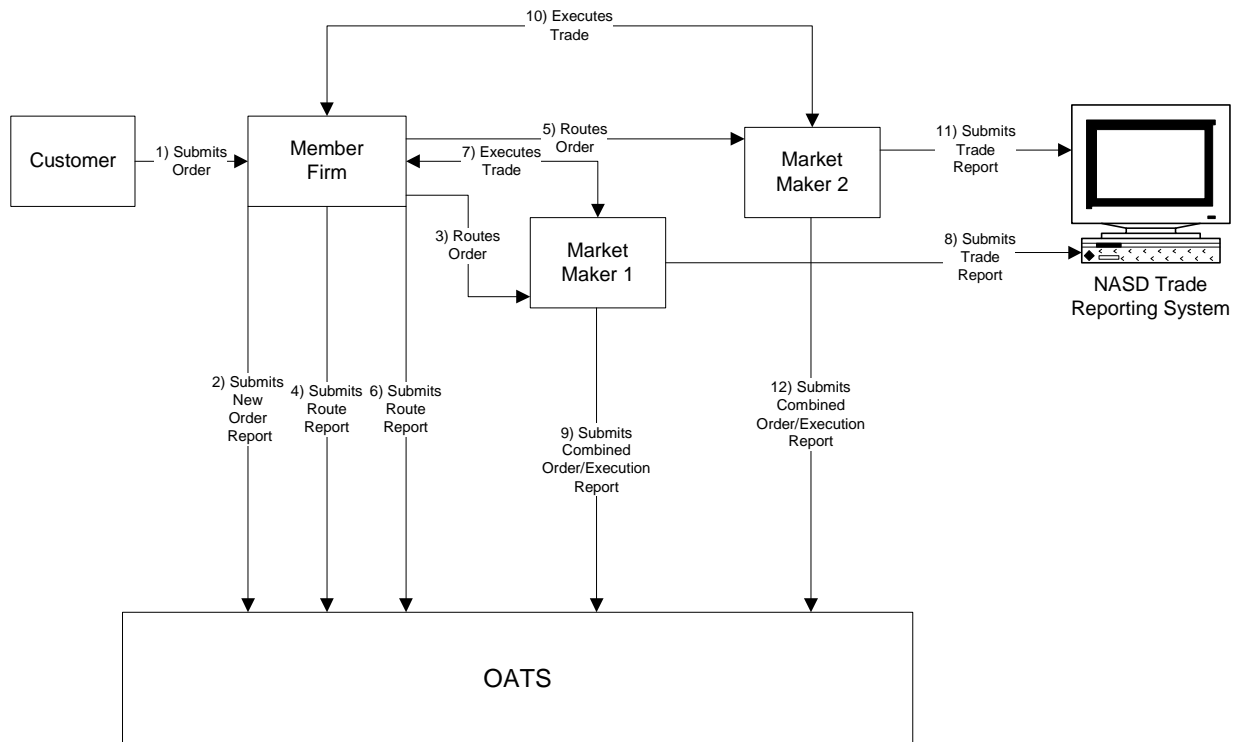 10) Executes
Trade
Customer
1) Submits
Order
Member
Firm
5) Routes
Order
7) Executes
Trade
3) Routes
Order
Market
Maker 1
Market
Maker 2
11) Submits
Trade
Report
8) Submits
Trade
Report
NASD Trade
Reporting System
2) Submits
New
Order
Report
4) Submits
Route
Report
6) Submits
Route
Report
9) Submits
Combined
Order/Execution
Report
12) Submits
Combined
Order/Execution
Report
OATS